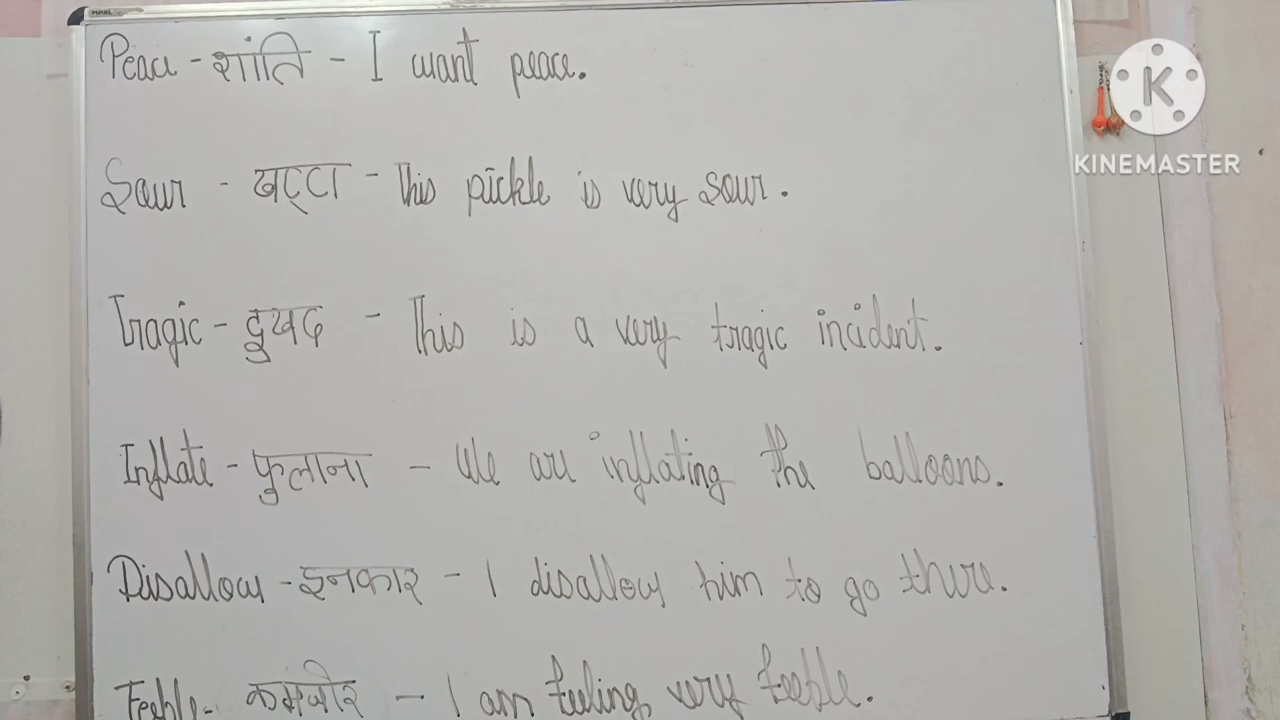 Peace - शांति - I want peace.
KINEMASTER
Sour - खट्टा - This pickle is very sour.
Tragic - दुखद - This is a very tragic incident.
Inflate - फुलाना - We are inflating the balloons.
Disallow - इनकार - I disallow him to go there.
Feeble - कमजोर - I am feeling very feeble.